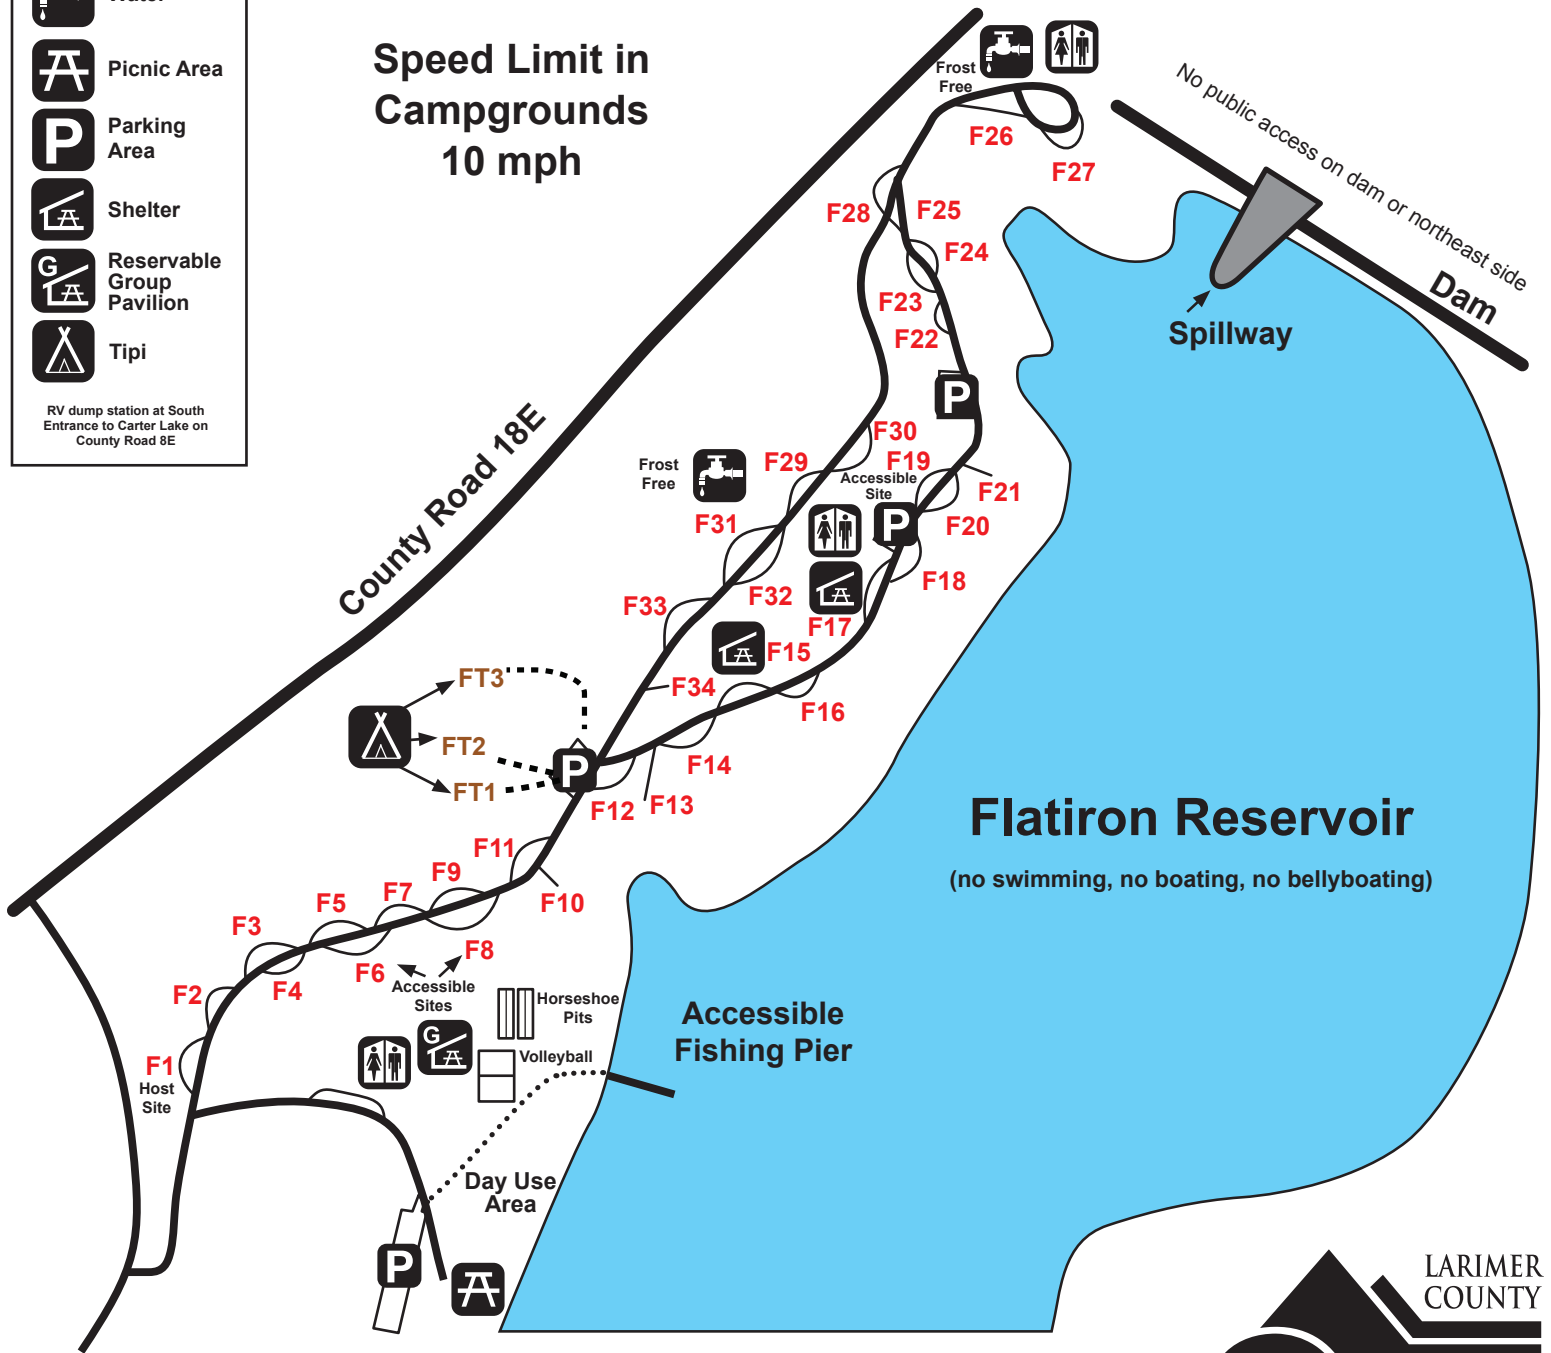 Water
Picnic Area
P
Parking
Area
Shelter
G
Reservable
Group
Pavilion
Tipi
RV dump station at South
Entrance to Carter Lake on
County Road 8E
Speed Limit in
Campgrounds
10 mph
County Road 18E
Frost
Free
F26
F27
No public access on dam or northeast side
Dam
Spillway
F28
F25
F24
F23
F22
P
F30
F29
F19
Accessible
Site
F21
F20
P
Frost
Free
F31
F18
F32
F33
F17
F15
F34
F16
FT3
FT2
FT1
P
F14
F13
F12
F11
F10
F9
F8
F7
F6
F5
F4
F3
F2
F1
Host
Site
Accessible
Sites
G
Horseshoe
Pits
Volleyball
Accessible
Fishing Pier
Day Use
Area
P
Flatiron Reservoir
(no swimming, no boating, no bellyboating)
LARIMER
COUNTY